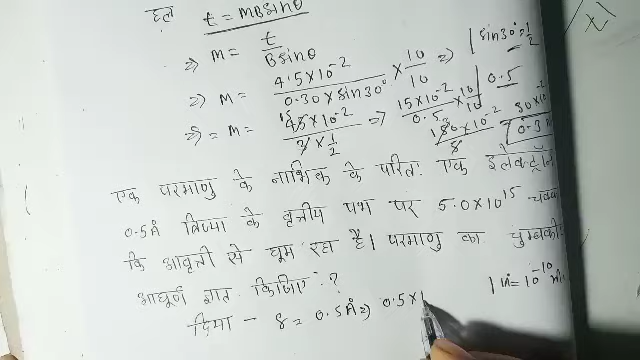 हल t = MBsinθ
⇒ M = t / Bsinθ
⇒ M = 4.5×10⁻² / 0.30×sin30° × 10/10 ⇒ | sin30° = 1/2
⇒ M = 45×10⁻² / 3×1/2 ⇒ 15×10⁻² / 0.5 × 10/10 | 0.5
एक परमाणु के नाभिक के परितः एक इलेक्ट्रॉन
0.5Å त्रिज्या के वृत्तीय पथ पर 5.0×10¹⁵ चक्कर
कि आवृत्ती से घूम रहा है। परमाणु का चुम्बकीय
आघूर्ण ज्ञात किजिए ?
दिया - r = 0.5Å ⇒ 0.5× | 1Å = 10⁻¹⁰